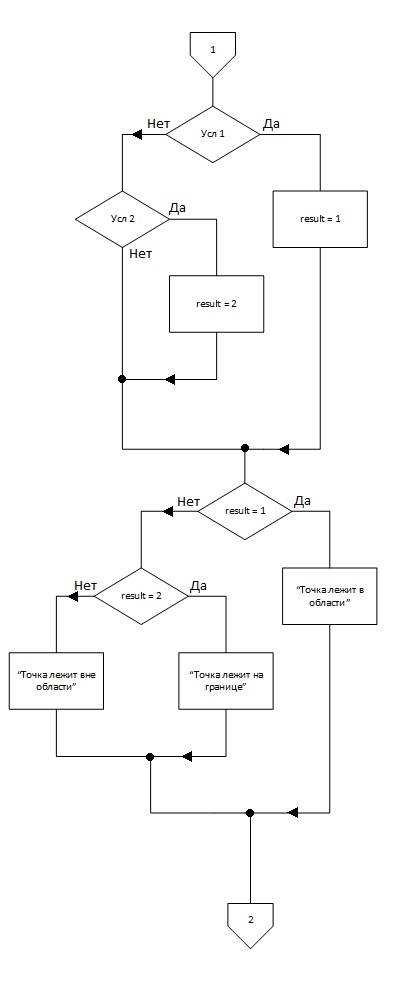 1
Нет
Да
Усл 1
Да
Усл 2
result = 1
Нет
result = 2
Нет
Да
result = 1
Нет
Да
result = 2
“Точка лежит в
области”
“Точка лежит вне
области”
“Точка лежит на
границе”
2